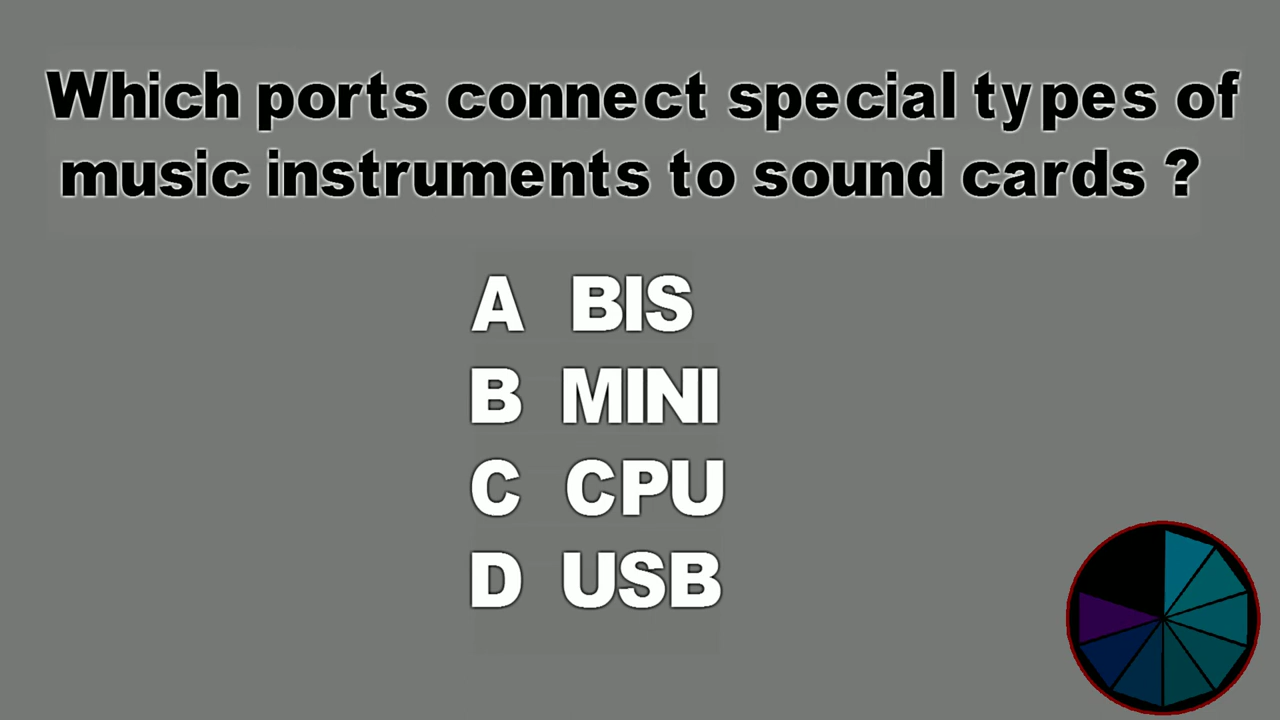 Which ports connect special types of
music instruments to sound cards ?
A BIS
B MINI
C CPU
D USB